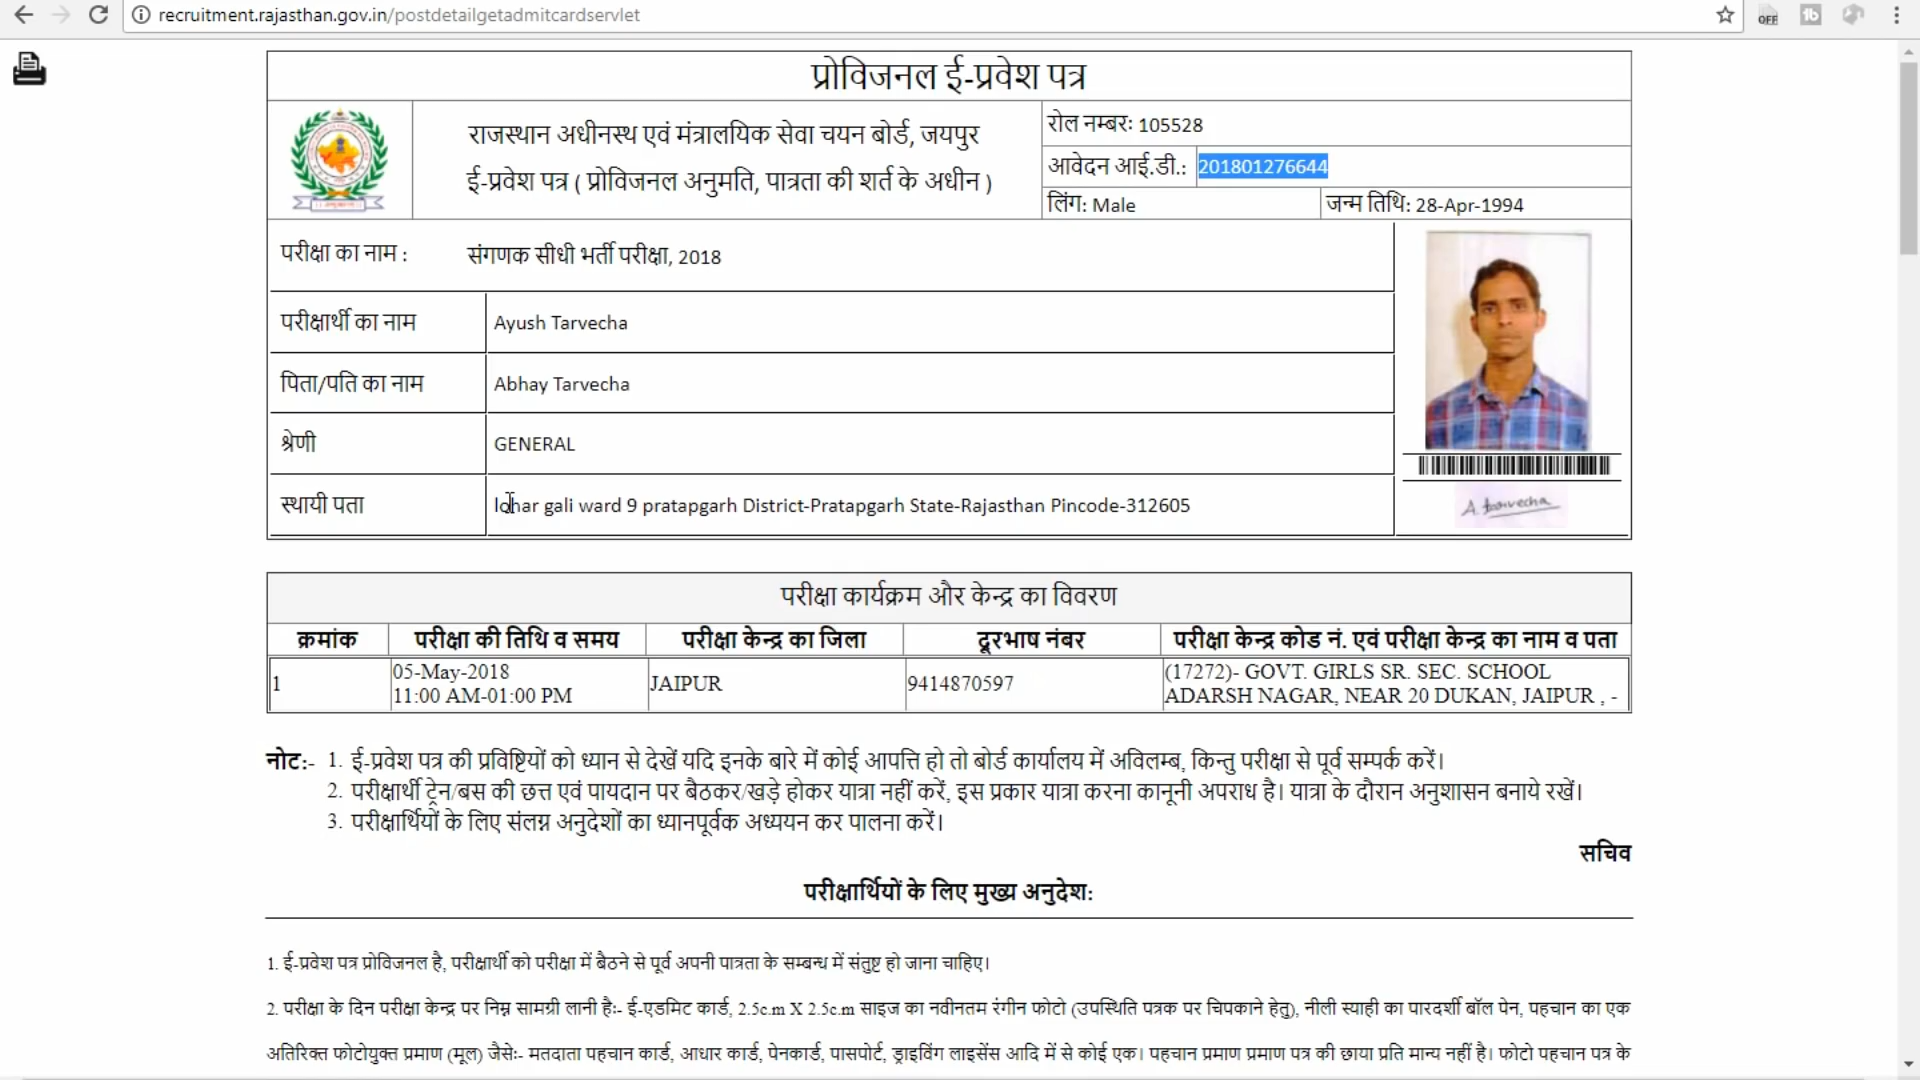 recruitment.rajasthan.gov.in/postdetailgetadmitcardservlet
OFF
tb
प्रोविजनल ई-प्रवेश पत्र
राजस्थान अधीनस्थ एवं मंत्रालयिक सेवा चयन बोर्ड, जयपुर
ई-प्रवेश पत्र ( प्रोविजनल अनुमति, पात्रता की शर्त के अधीन )
रोल नम्बरः 105528
आवेदन आई.डी.: 201801276644
लिंग: Male जन्म तिथि: 28-Apr-1994
परीक्षा का नाम : संगणक सीधी भर्ती परीक्षा, 2018
परीक्षार्थी का नाम Ayush Tarvecha
पिता/पति का नाम Abhay Tarvecha
श्रेणी GENERAL
स्थायी पता lohar gali ward 9 pratapgarh District-Pratapgarh State-Rajasthan Pincode-312605
A. tarvecha
परीक्षा कार्यक्रम और केन्द्र का विवरण
क्रमांक परीक्षा की तिथि व समय परीक्षा केन्द्र का जिला दूरभाष नंबर परीक्षा केन्द्र कोड नं. एवं परीक्षा केन्द्र का नाम व पता
1 05-May-2018 11:00 AM-01:00 PM JAIPUR 9414870597 (17272)- GOVT. GIRLS SR. SEC. SCHOOL
ADARSH NAGAR, NEAR 20 DUKAN, JAIPUR , -
नोट:- 1. ई-प्रवेश पत्र की प्रविष्टियों को ध्यान से देखें यदि इनके बारे में कोई आपत्ति हो तो बोर्ड कार्यालय में अविलम्ब, किन्तु परीक्षा से पूर्व सम्पर्क करें।
2. परीक्षार्थी ट्रेन/बस की छत्त एवं पायदान पर बैठकर/खड़े होकर यात्रा नहीं करें, इस प्रकार यात्रा करना कानूनी अपराध है। यात्रा के दौरान अनुशासन बनाये रखें।
3. परीक्षार्थियों के लिए संलग्न अनुदेशों का ध्यानपूर्वक अध्ययन कर पालना करें।
सचिव
परीक्षार्थियों के लिए मुख्य अनुदेश:
1. ई-प्रवेश पत्र प्रोविजनल है, परीक्षार्थी को परीक्षा में बैठने से पूर्व अपनी पात्रता के सम्बन्ध में संतुष्ट हो जाना चाहिए।
2. परीक्षा के दिन परीक्षा केन्द्र पर निम्न सामग्री लानी है:- ई-एडमिट कार्ड, 2.5c.m X 2.5c.m साइज का नवीनतम रंगीन फोटो (उपस्थिति पत्रक पर चिपकाने हेतु), नीली स्याही का पारदर्शी बॉल पेन, पहचान का एक
अतिरिक्त फोटोयुक्त प्रमाण (मूल) जैसे:- मतदाता पहचान कार्ड, आधार कार्ड, पेनकार्ड, पासपोर्ट, ड्राइविंग लाइसेंस आदि में से कोई एक। पहचान प्रमाण प्रमाण पत्र की छाया प्रति मान्य नहीं है। फोटो पहचान पत्र के